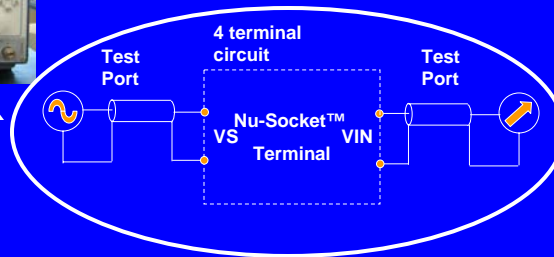 4 terminal
circuit
Test
Port
Test
Port
Nu-Socket™
VS VIN
Terminal